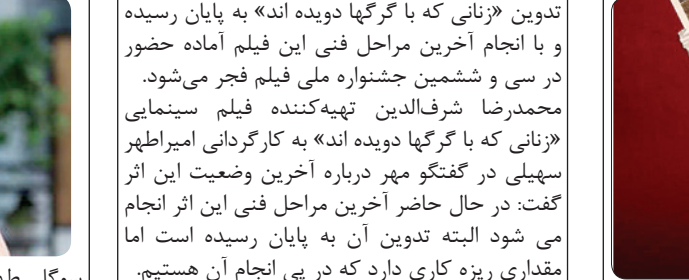 تدوین «زنانی که با گرگها دویده اند» به پایان رسیده
و با انجام آخرین مراحل فنی این فیلم آماده حضور
در سی و ششمین جشنواره ملی فیلم فجر می‌شود.
محمدرضا شرف‌الدین تهیه‌کننده فیلم سینمایی
«زنانی که با گرگها دویده اند» به کارگردانی امیراطهر
سهیلی در گفتگو مهر درباره آخرین وضعیت این اثر
گفت: در حال حاضر آخرین مراحل فنی این اثر انجام
می شود البته تدوین آن به پایان رسیده است اما
مقداری ریزه کاری دارد که در پی انجام آن هستیم.